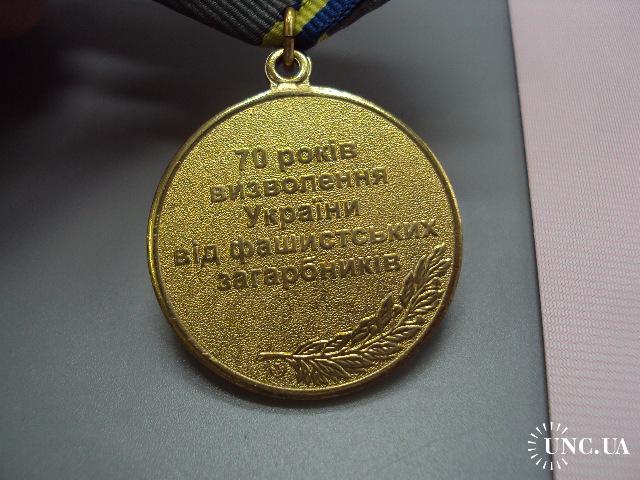 70 років
визволення
України
від фашистських
загарбників
UNC.UA